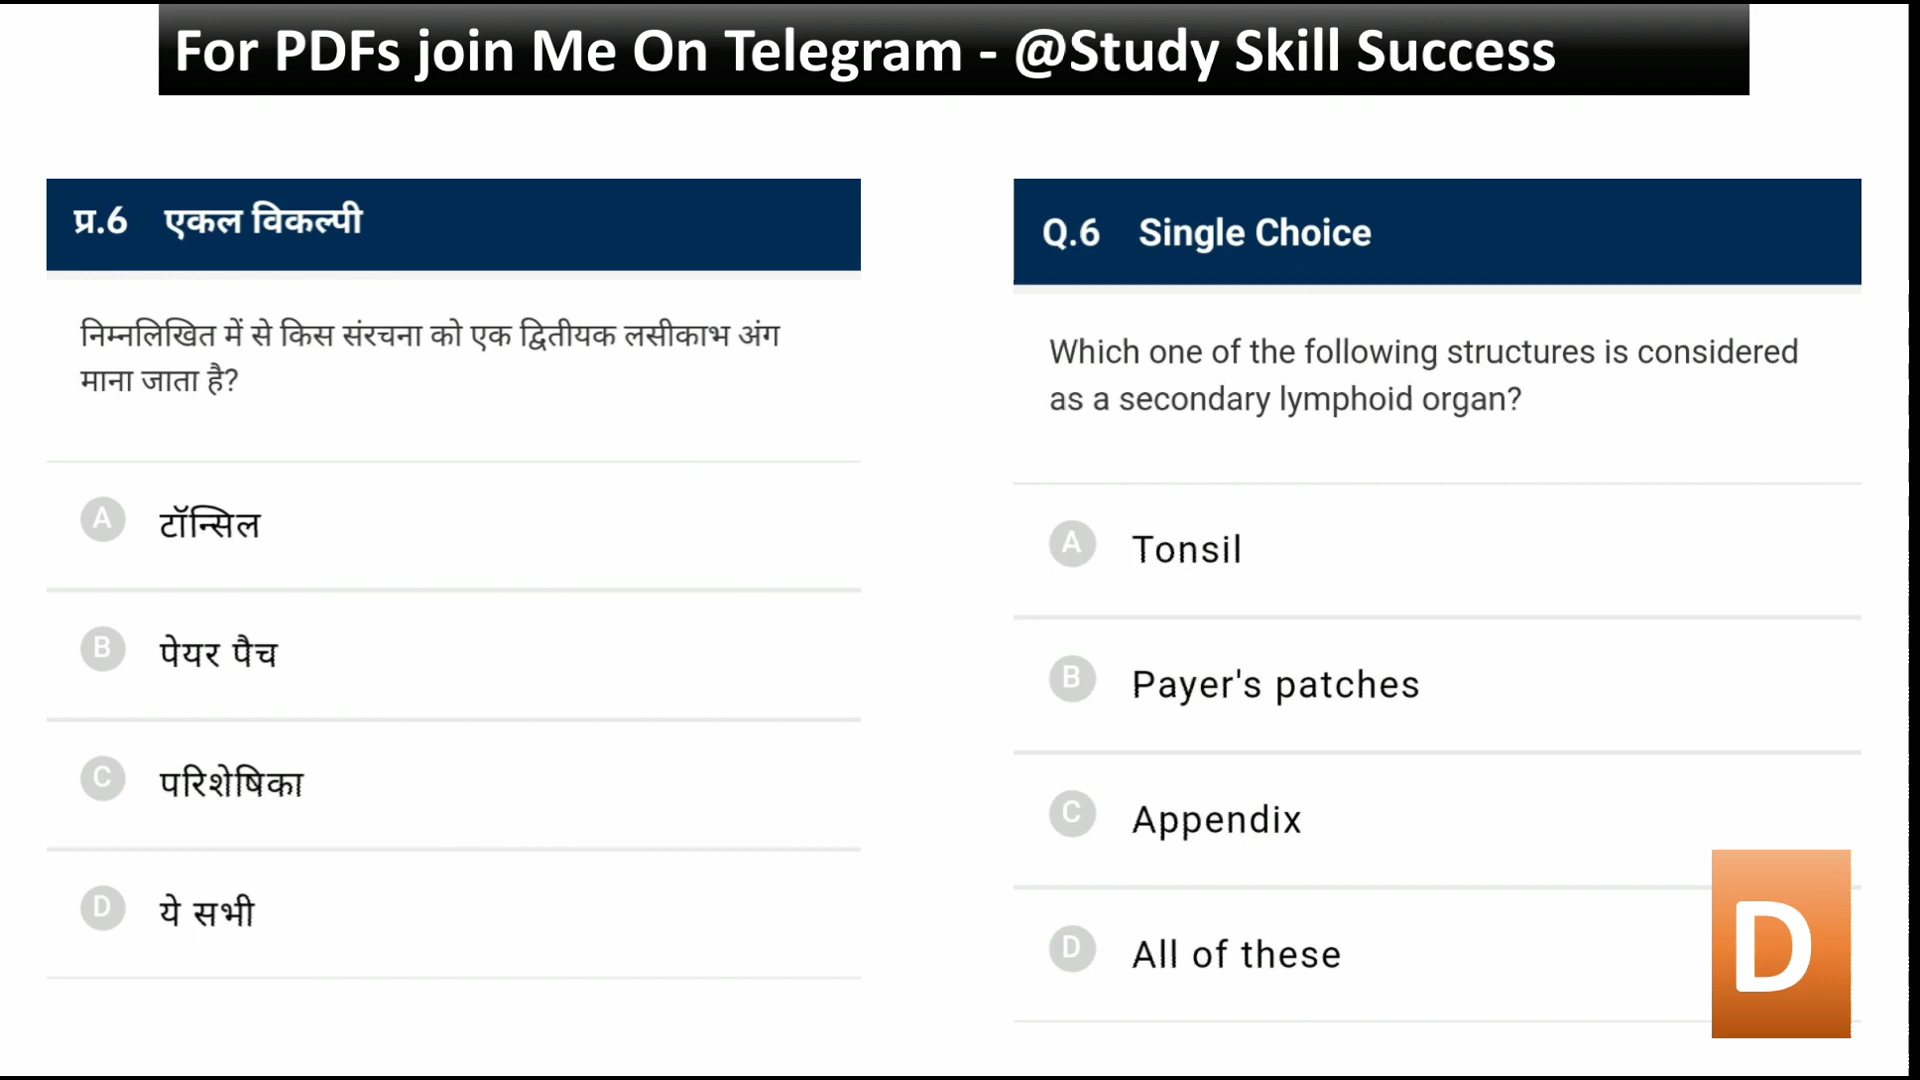 For PDFs join Me On Telegram - @Study Skill Success
प्र.6 एकल विकल्पी
निम्नलिखित में से किस संरचना को एक द्वितीयक लसीकाभ अंग
माना जाता है?
A टॉन्सिल
B पेयर पैच
C परिशेषिका
D ये सभी
Q.6 Single Choice
Which one of the following structures is considered
as a secondary lymphoid organ?
A Tonsil
B Payer's patches
C Appendix
D All of these
D